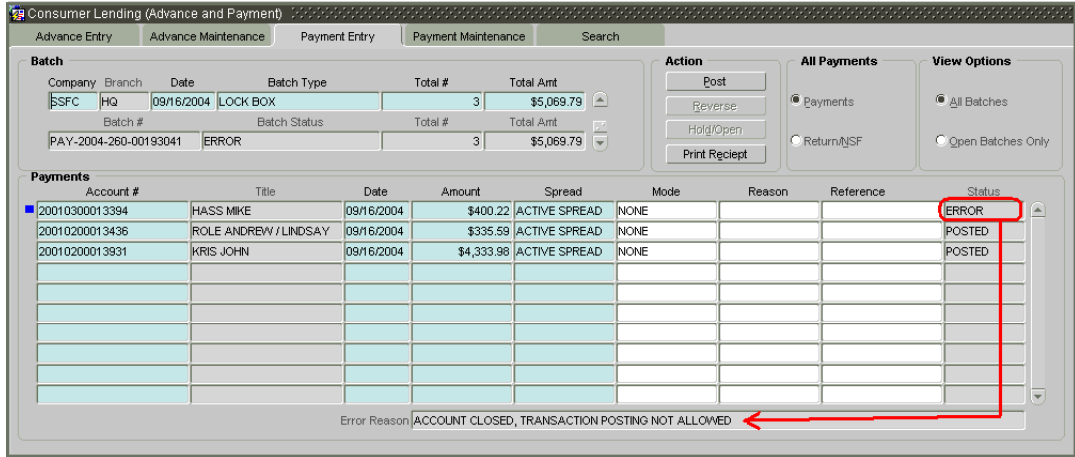 Consumer Lending (Advance and Payment)
Advance Entry Advance Maintenance Payment Entry Payment Maintenance Search
Batch Action All Payments View Options
Company Branch Date Batch Type Total # Total Amt Post
SSFC HQ 09/16/2004 LOCK BOX 3 $5,069.79 Reverse Payments All Batches
Batch # Batch Status Total # Total Amt Hold/Open
PAY-2004-260-00193041 ERROR 3 $5,069.79 Return/NSF Open Batches Only
Print Reciept
Payments
Account # Title Date Amount Spread Mode Reason Reference Status
20010300013394 HASS MIKE 09/16/2004 $400.22 ACTIVE SPREAD NONE ERROR
20010200013436 ROLE ANDREW / LINDSAY 09/16/2004 $335.59 ACTIVE SPREAD NONE POSTED
20010200013931 KRIS JOHN 09/16/2004 $4,333.98 ACTIVE SPREAD NONE POSTED
Error Reason ACCOUNT CLOSED, TRANSACTION POSTING NOT ALLOWED